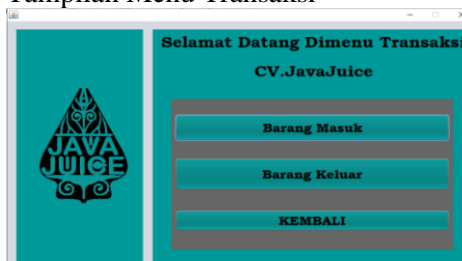 Tampilan Menu Transaksi
Selamat Datang Dimenu Transaksi
CV.JavaJuice
JAVA
JUICE
Barang Masuk
Barang Keluar
KEMBALI